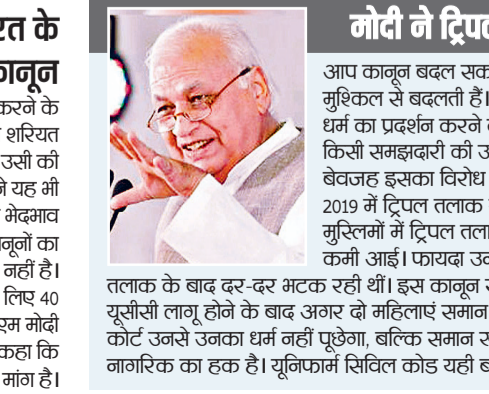 रत के
कानून
करने के
शरियत
उसी की
ने यह भी
भेदभाव
नूनों का
नहीं है।
लिए 40
एम मोदी
कहा कि
मांग है।
मोदी ने ट्रिपल
आप कानून बदल सक
मुश्किल से बदलती हैं।
धर्म का प्रदर्शन करने
किसी समझदारी की उ
बेवजह इसका विरोध
2019 में ट्रिपल तलाक
मुस्लिमों में ट्रिपल तला
कमी आई। फायदा उ
तलाक के बाद दर-दर भटक रही थीं। इस कानून स
यूसीसी लागू होने के बाद अगर दो महिलाएं समान
कोर्ट उनसे उनका धर्म नहीं पूछेगा, बल्कि समान
नागरिक का हक है। यूनिफार्म सिविल कोड यही ब